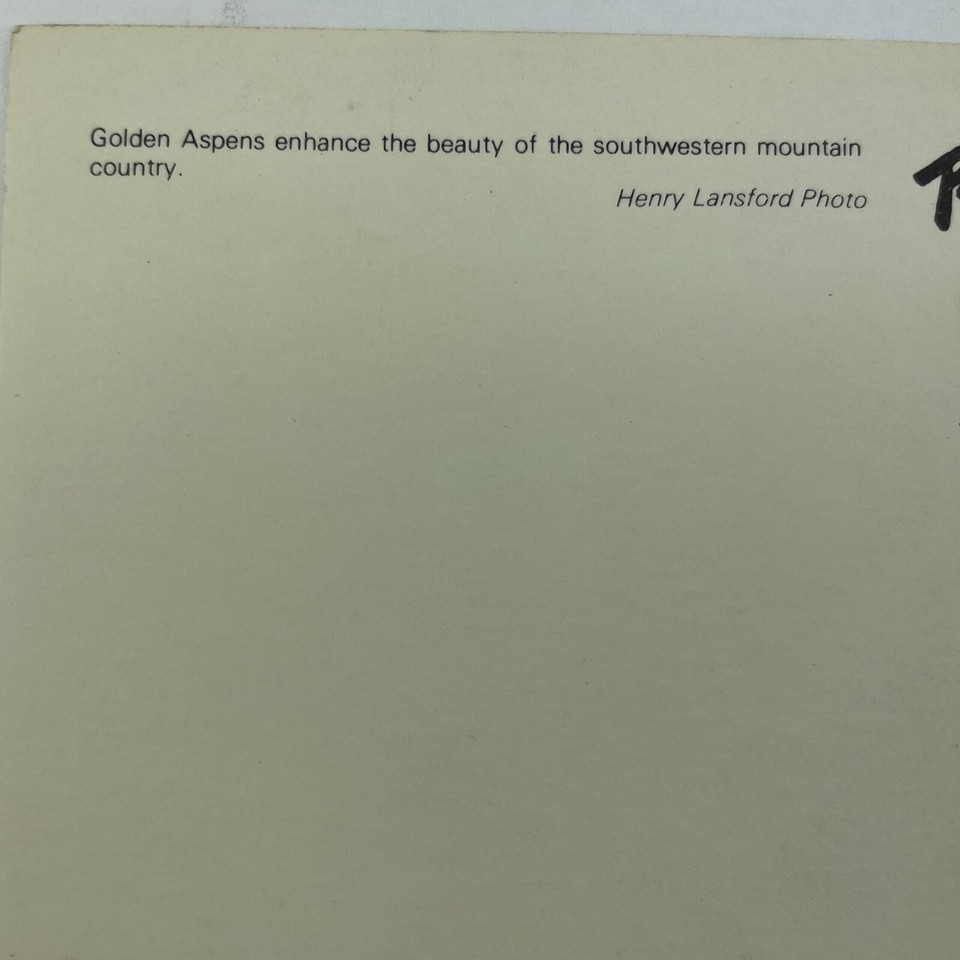 Golden Aspens enhance the beauty of the southwestern mountain
country.
Henry Lansford Photo